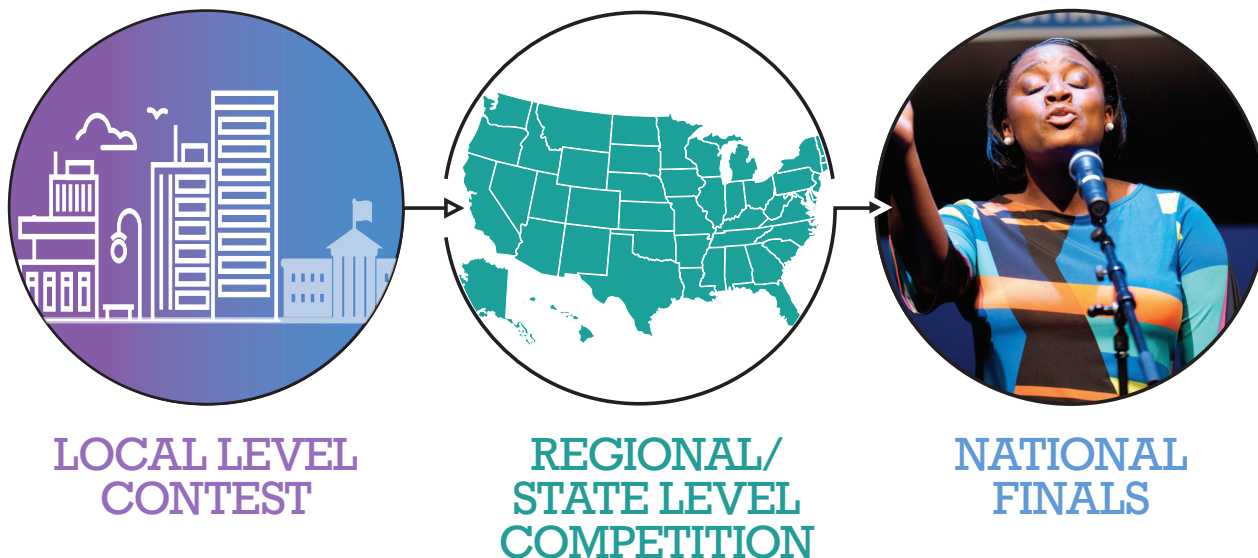 LOCAL LEVEL
CONTEST
REGIONAL/
STATE LEVEL
COMPETITION
NATIONAL
FINALS